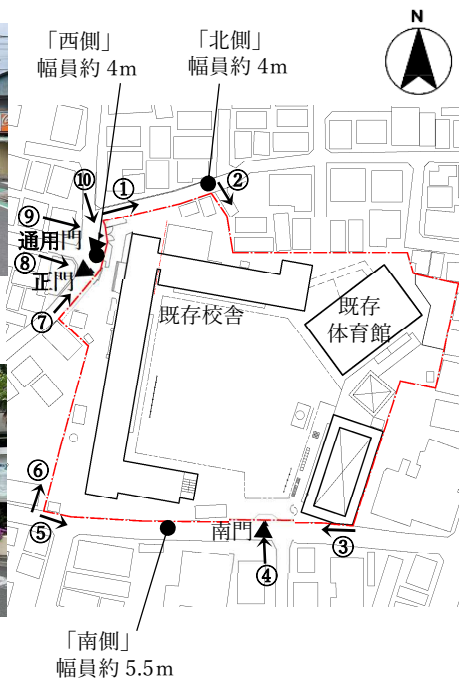 N
「西側」
幅員約 4m
「北側」
幅員約 4m
⑩
①
②
⑨
通用門
⑧
正門
⑦
既存校舎
既存
体育館
⑥
⑤
南門
③
④
「南側」
幅員約 5.5m